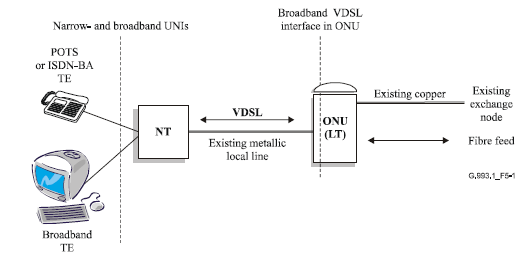 Broadband VDSL
interface in ONU
Narrow- and broadband UNIs
POTS
or ISDN-BA
TE
VDSL
NT
Existing metallic
local line
ONU
(LT)
Existing copper
Existing
exchange
node
Fibre feed
G.993.1_F5-1
Broadband
TE